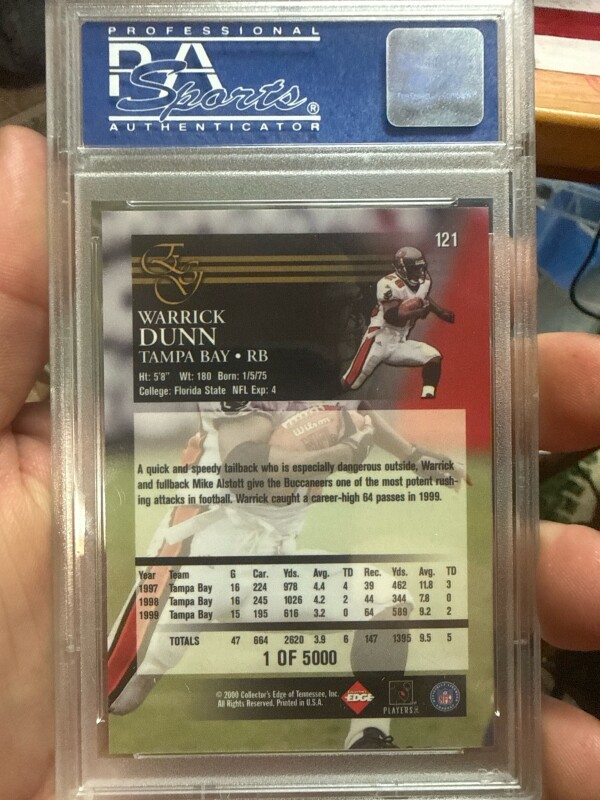 PROFESSIONAL
PSA
Sports®
AUTHENTICATOR
121
WARRICK
DUNN
TAMPA BAY • RB
Ht: 5'8" Wt: 180 Born: 1/5/75
College: Florida State NFL Exp: 4
Wilson
A quick and speedy tailback who is especially dangerous outside, Warrick
and fullback Mike Alstott give the Buccaneers one of the most potent rush-
ing attacks in football. Warrick caught a career-high 64 passes in 1999.
Year Team G Car. Yds. Avg. TD Rec. Yds. Avg. TD
1997 Tampa Bay 16 224 978 4.4 4 39 462 11.8 3
1998 Tampa Bay 16 245 1026 4.2 2 44 344 7.8 0
1999 Tampa Bay 15 195 616 3.2 0 64 589 9.2 2
TOTALS 47 664 2620 3.9 6 147 1395 9.5 5
1 OF 5000
© 2000 Collector's Edge of Tennessee, Inc.
All Rights Reserved. Printed in U.S.A.
EDGE
PLAYERS
NFL